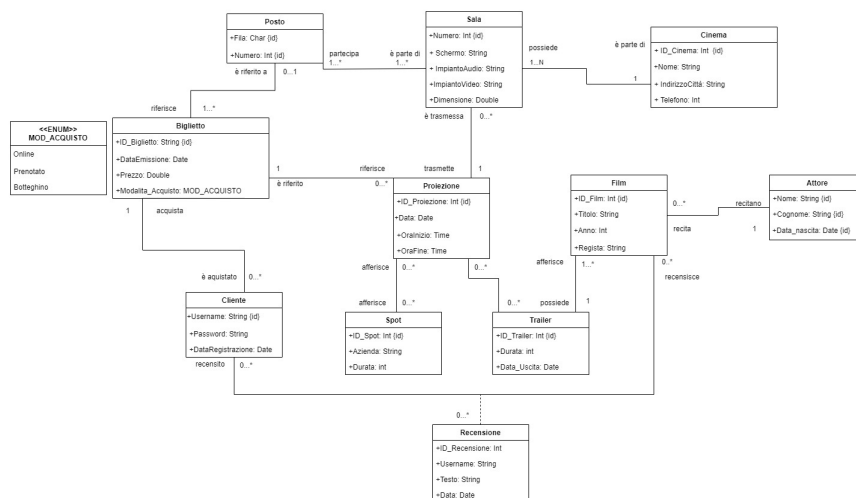 Posto
+Fila: Char {id}
+Numero: Int {id}
Sala
+Numero: Int {id}
+ Schermo: String
+ ImpiantoAudio: String
+ImpiantoVideo: String
+Dimensione: Double
Cinema
+ ID_Cinema: Int {id}
+Nome: String
+ IndirizzoCittá: String
+ Telefono: Int
partecipa
1...*
è parte di
1...*
possiede
1...N
è parte di
1
è riferito a
0...1
riferisce
1...*
è trasmessa
0...*
<<ENUM>>
MOD_ACQUISTO
Online
Prenotato
Botteghino
Biglietto
+ID_Biglietto: String {id}
+DataEmissione: Date
+Prezzo: Double
+Modalita_Acquisto: MOD_ACQUISTO
1
è riferito
riferisce
0...*
trasmette
1
Proiezione
+ID_Proiezione: Int {id}
+Data: Date
+OraInizio: Time
+OraFine: Time
Film
+ID_Film: Int {id}
+Titolo: String
+Anno: Int
+Regista: String
Attore
+Nome: String {id}
+Cognome: String {id}
+Data_nascita: Date {id}
0...*
recita
recitano
1
1
acquista
è aquistato
0...*
afferisce
0...*
0...*
afferisce
1...*
0..*
recensisce
afferisce
0...*
0...*
possiede
1
Cliente
+Username: String {id}
+Password: String
+DataRegistrazione: Date
Spot
+ID_Spot: Int {id}
+Azienda: String
+Durata: int
Trailer
+ID_Trailer: Int {id}
+Durata: int
+Data_Uscita: Date
recensito
0...*
0...*
Recensione
+ID_Recensione: Int
+Username: String
+Testo: String
+Data: Date